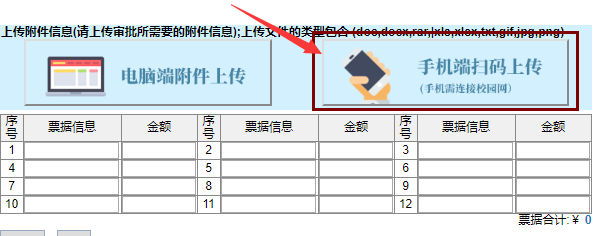 上传附件信息(请上传审批所需要的附件信息);上传文件的类型包含 (doc,docx,rar,|xls,xlsx,txt,gif,jpg,png)
电脑端附件上传
手机端扫码上传
(手机需连接校园网)
序号 票据信息 金额 序号 票据信息 金额 序号 票据信息 金额
1 2 3
4 5 6
7 8 9
10 11 12
票据合计: ¥ 0